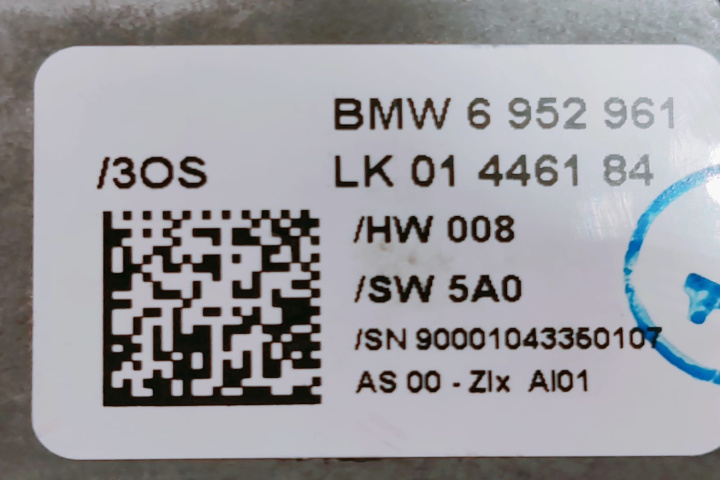 BMW 6 952 961
/3OS LK 01 4461 84
/HW 008
/SW 5A0
/SN 90001043350107
AS 00 - ZIx AI01